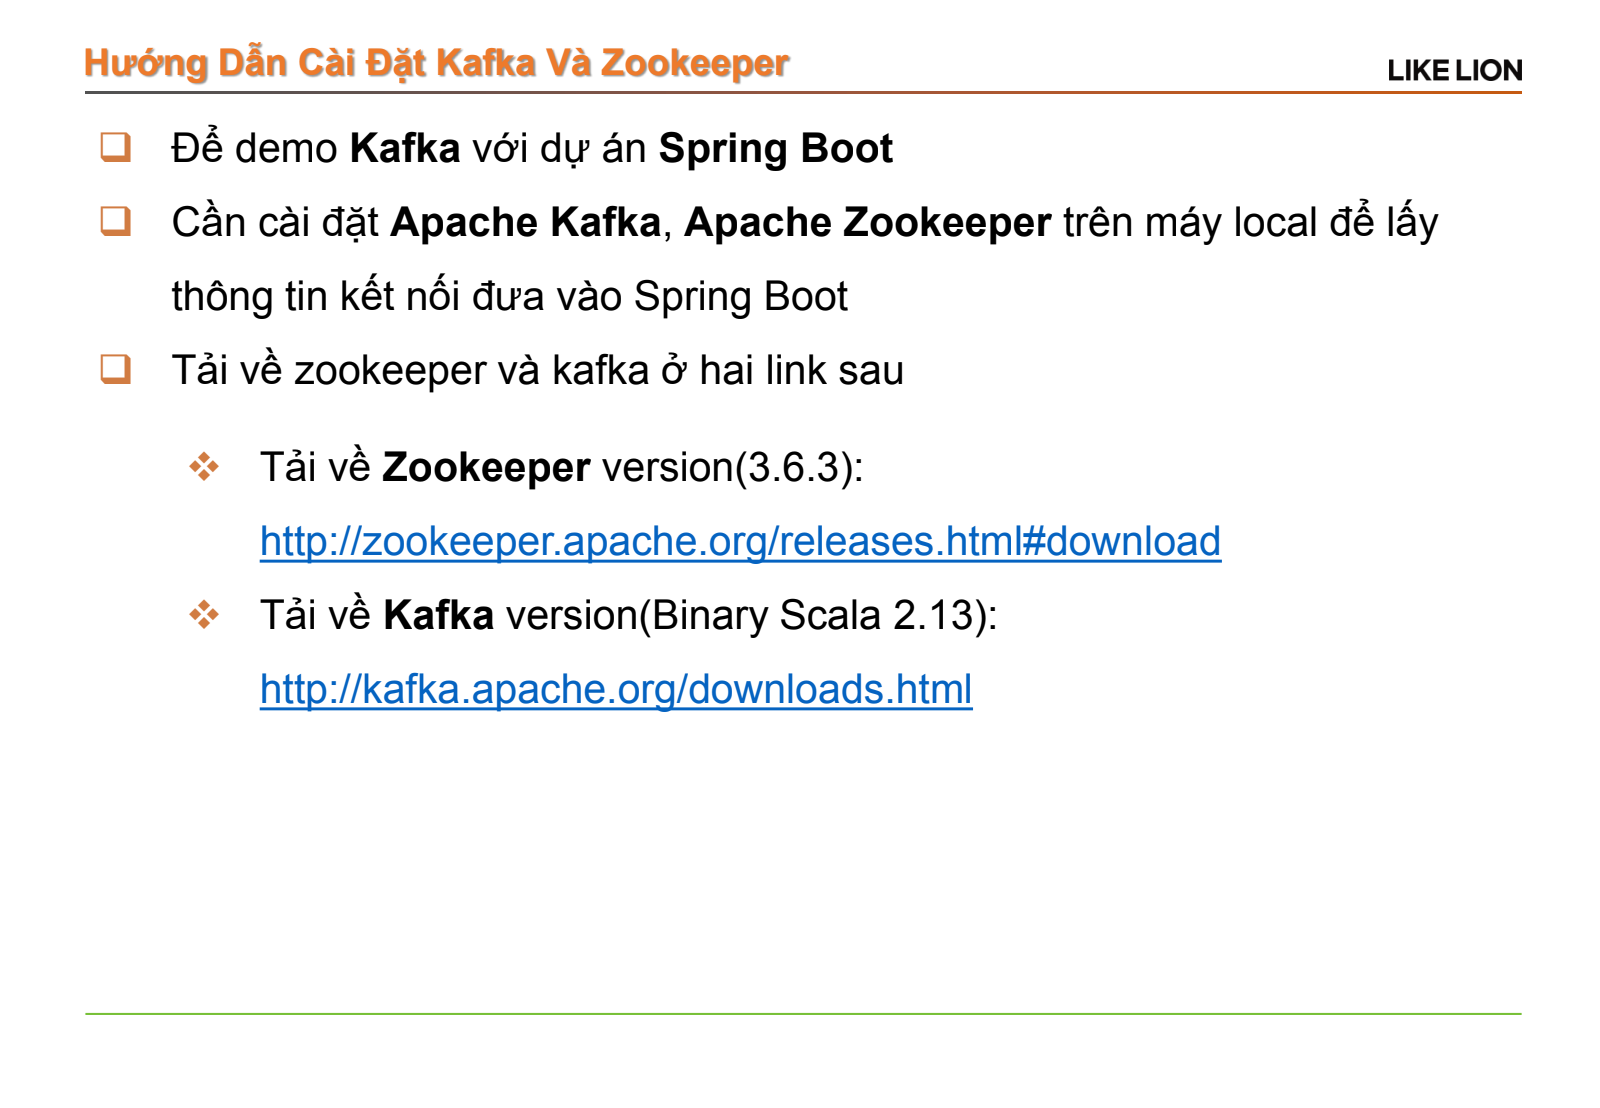 Hướng Dẫn Cài Đặt Kafka Và Zookeeper
LIKE LION
Để demo Kafka với dự án Spring Boot
Cần cài đặt Apache Kafka, Apache Zookeeper trên máy local để lấy
thông tin kết nối đưa vào Spring Boot
Tải về zookeeper và kafka ở hai link sau
Tải về Zookeeper version(3.6.3):
http://zookeeper.apache.org/releases.html#download
Tải về Kafka version(Binary Scala 2.13):
http://kafka.apache.org/downloads.html